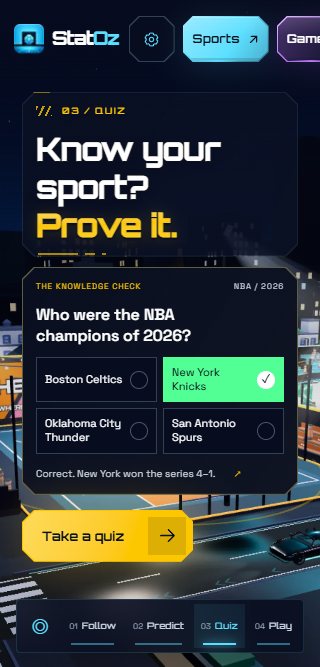 StatOz
Sports
Game
03 / QUIZ
Know your
sport?
Prove it.
THE KNOWLEDGE CHECK
NBA / 2026
Who were the NBA
champions of 2026?
Boston Celtics
New York
Knicks
Oklahoma City
Thunder
San Antonio
Spurs
Correct. New York won the series 4–1.
Take a quiz
01 Follow
02 Predict
03 Quiz
04 Play